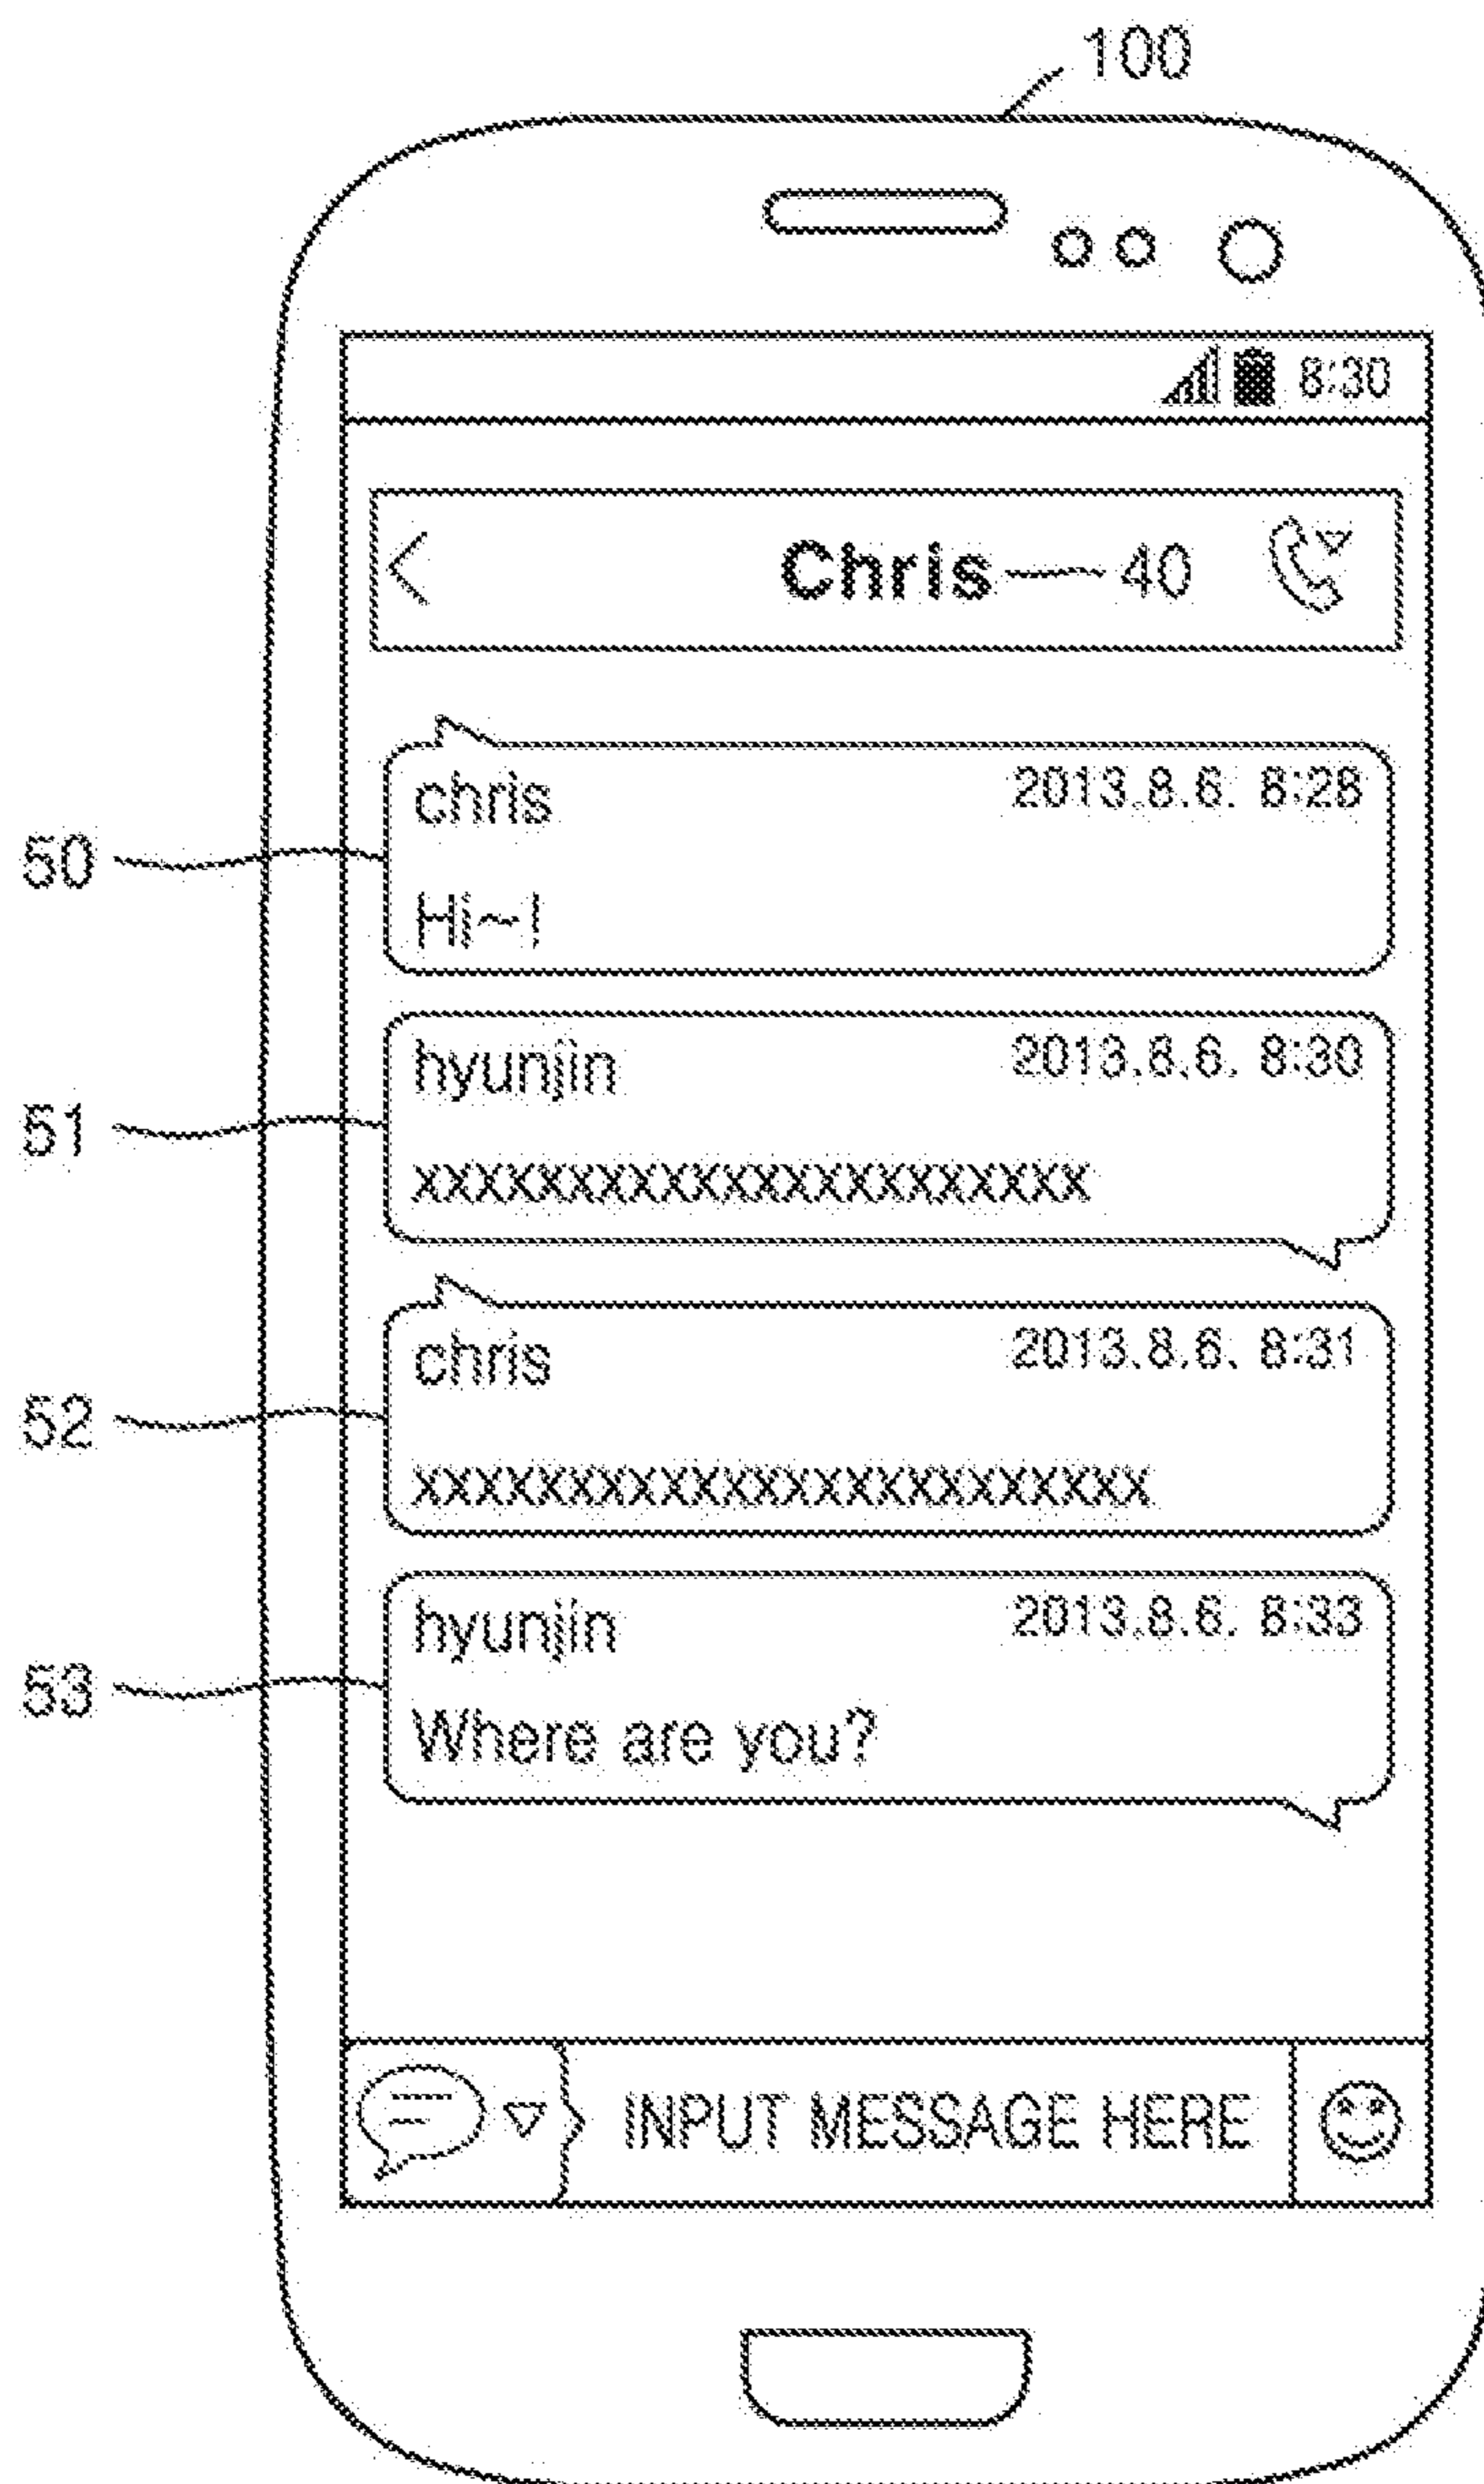 100
8:30
Chris 40
chris 2013.8.6. 8:28
50
Hi~!
hyunjin 2013.8.6. 8:30
51
xxxxxxxxxxxxxxxxxxxxxx
chris 2013.8.6. 8:31
52
xxxxxxxxxxxxxxxxxxxxxxxx
hyunjin 2013.8.6. 8:33
53
Where are you?
INPUT MESSAGE HERE